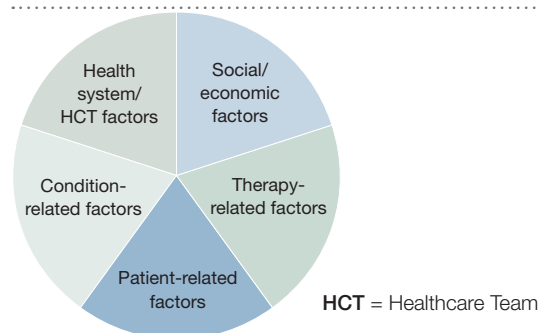 Health
system/
HCT factors
Social/
economic
factors
Condition-
related factors
Therapy-
related factors
Patient-related
factors
HCT = Healthcare Team